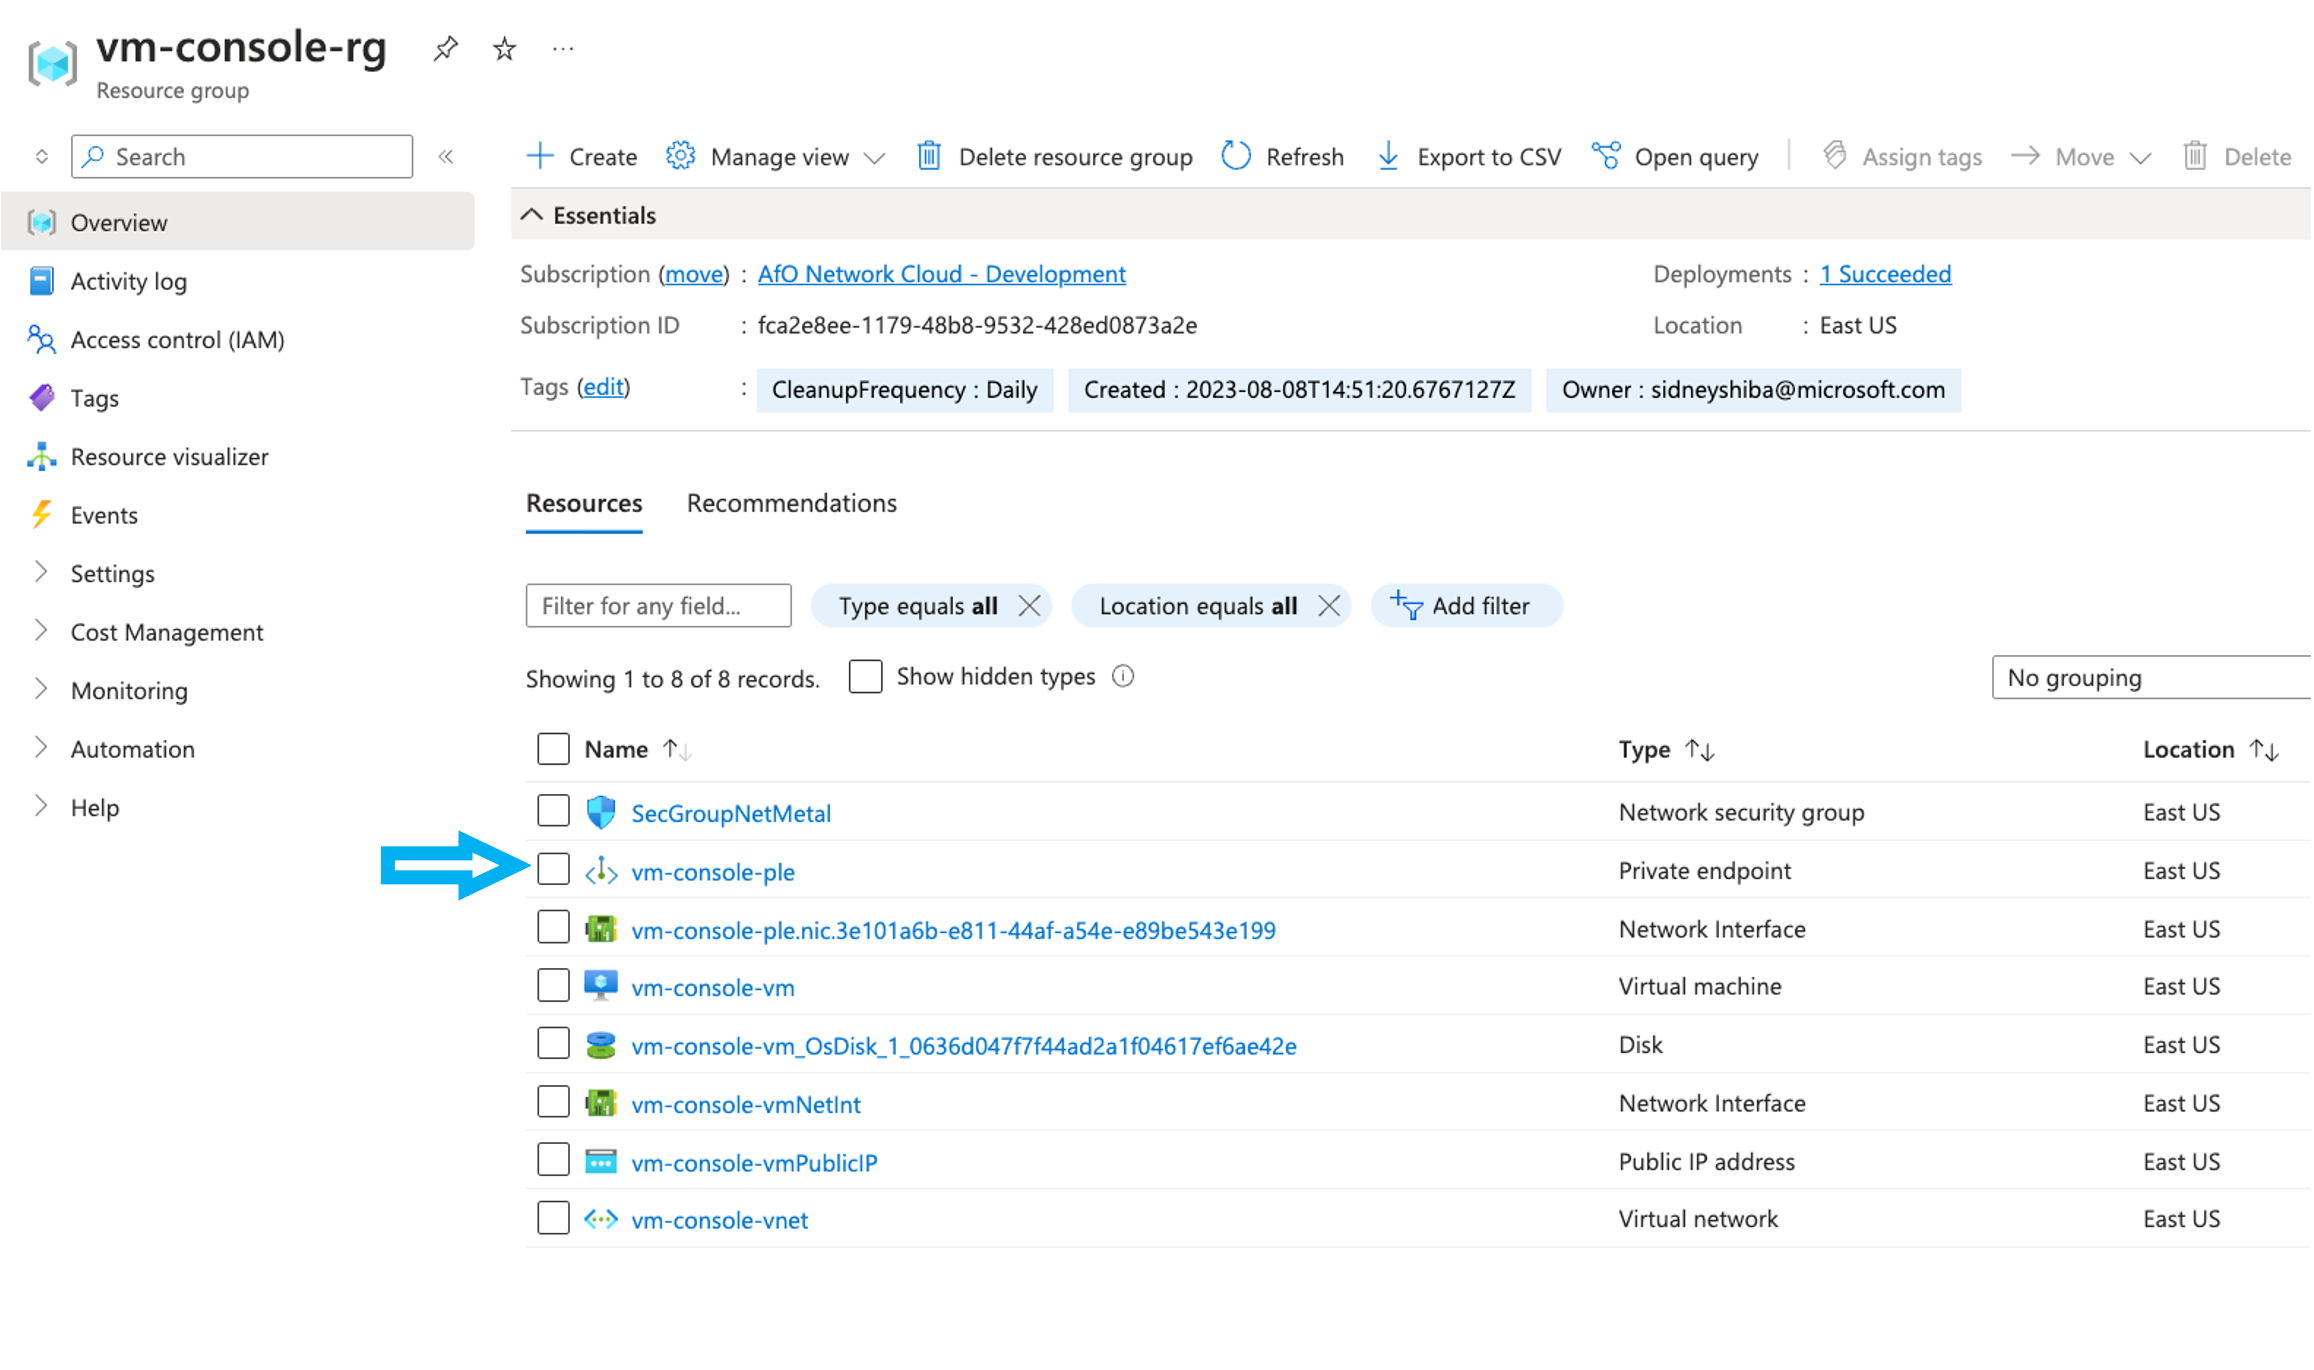 vm-console-rg
Resource group
Search
Create
Manage view
Delete resource group
Refresh
Export to CSV
Open query
Assign tags
Move
Delete
Overview
Activity log
Access control (IAM)
Tags
Resource visualizer
Events
Settings
Cost Management
Monitoring
Automation
Help
Essentials
Subscription (move) : AfO Network Cloud - Development
Deployments : 1 Succeeded
Subscription ID : fca2e8ee-1179-48b8-9532-428ed0873a2e
Location : East US
Tags (edit) : CleanupFrequency : Daily Created : 2023-08-08T14:51:20.6767127Z Owner : sidneyshiba@microsoft.com
Resources Recommendations
Filter for any field... Type equals all Location equals all Add filter
Showing 1 to 8 of 8 records. Show hidden types No grouping
Name Type Location
SecGroupNetMetal Network security group East US
vm-console-ple Private endpoint East US
vm-console-ple.nic.3e101a6b-e811-44af-a54e-e89be543e199 Network Interface East US
vm-console-vm Virtual machine East US
vm-console-vm_OsDisk_1_0636d047f7f44ad2a1f04617ef6ae42e Disk East US
vm-console-vmNetInt Network Interface East US
vm-console-vmPublicIP Public IP address East US
vm-console-vnet Virtual network East US